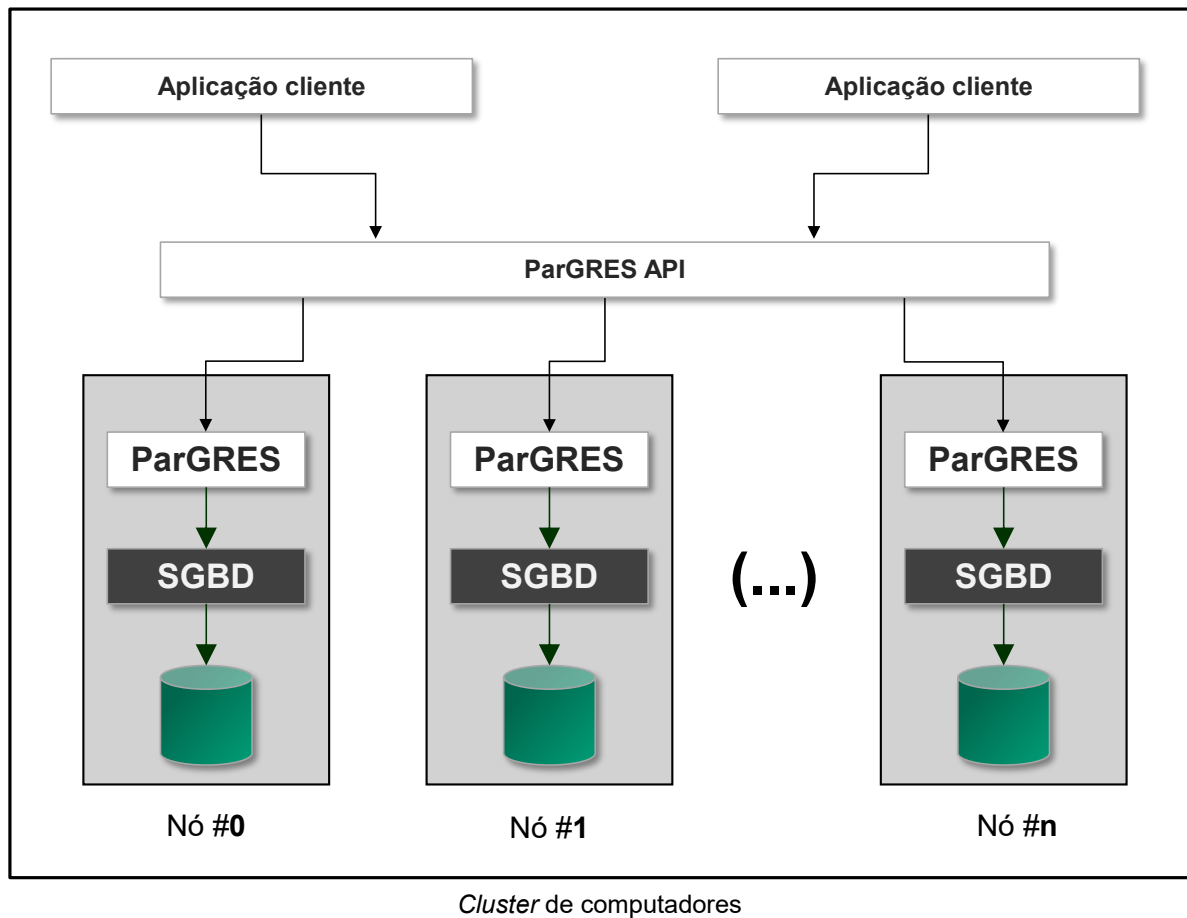 Aplicação cliente
Aplicação cliente
ParGRES API
ParGRES
ParGRES
ParGRES
SGBD
SGBD
(...)
SGBD
Nó #0
Nó #1
Nó #n
Cluster de computadores